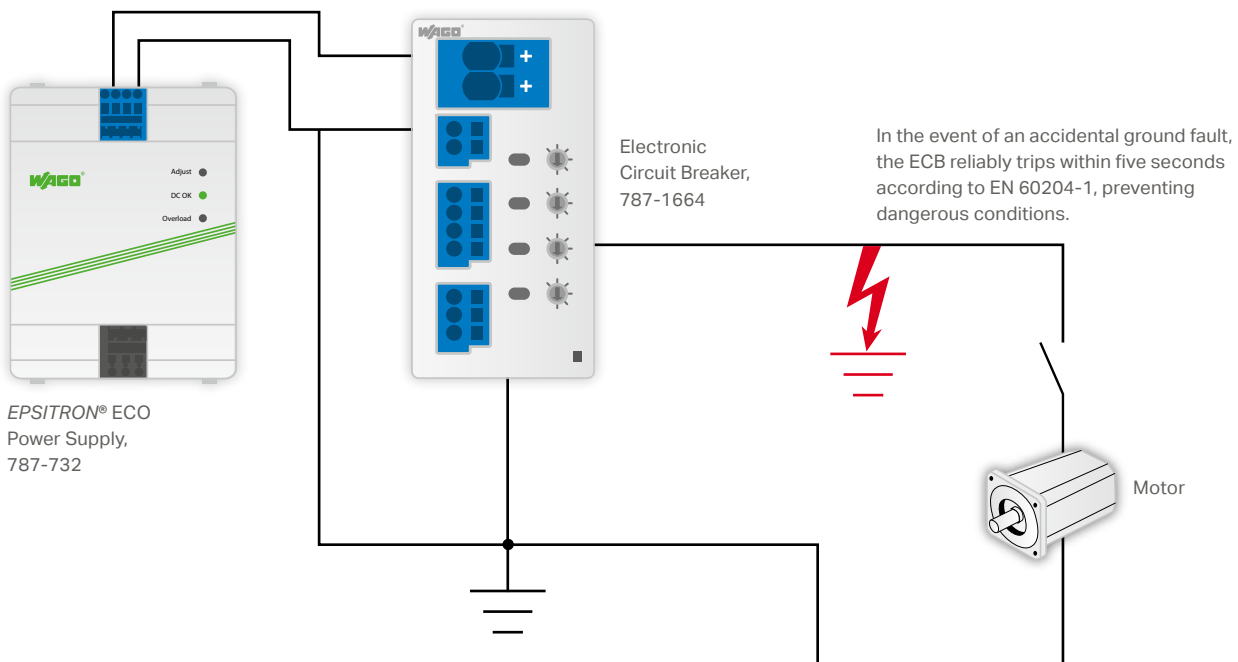 WAGO®
+
+
WAGO®
Adjust
DC OK
Overload
EPSITRON® ECO
Power Supply,
787-732
Electronic
Circuit Breaker,
787-1664
In the event of an accidental ground fault,
the ECB reliably trips within five seconds
according to EN 60204-1, preventing
dangerous conditions.
Motor